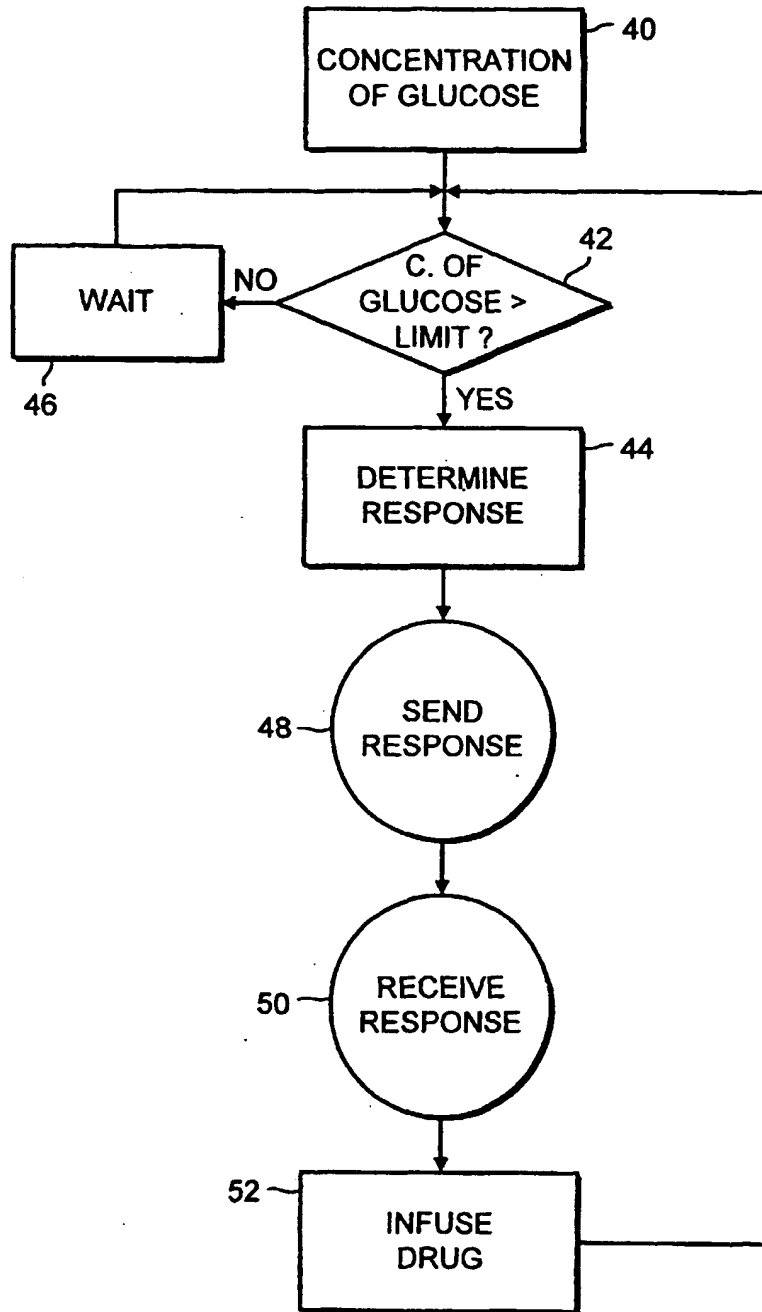 40
CONCENTRATION
OF GLUCOSE
42
C. OF
GLUCOSE >
LIMIT ?
NO
WAIT
46
YES
44
DETERMINE
RESPONSE
48
SEND
RESPONSE
50
RECEIVE
RESPONSE
52
INFUSE
DRUG